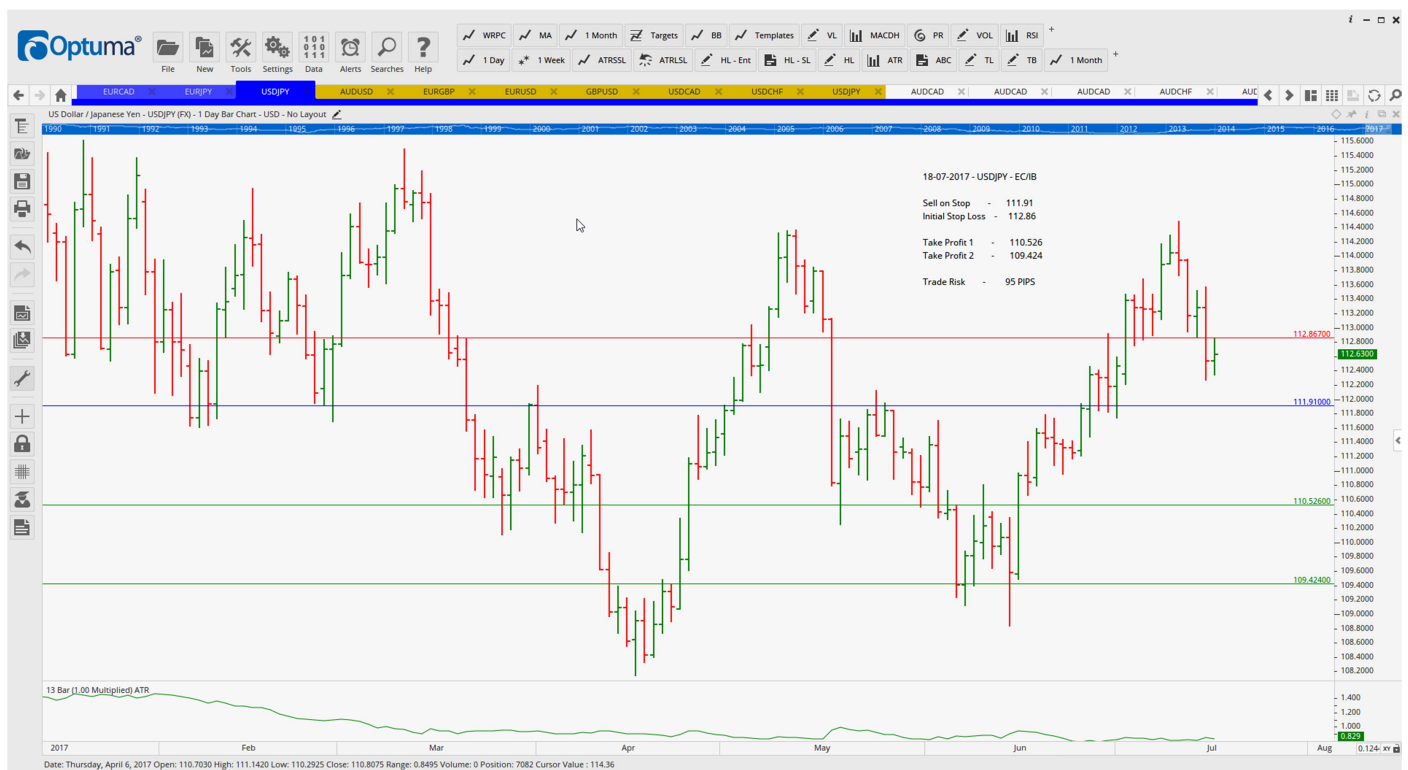 Optuma®
File New Tools Settings Data Alerts Searches Help
WRPC MA 1 Month Targets BB Templates VL MACDH PR VOL RSI +
1 Day 1 Week ATRSSL ATRLSL HL - Ent HL - SL HL ATR ABC TL TB 1 Month +
EURCAD EURJPY USDJPY AUDUSD EURGBP EURUSD GBPUSD USDCAD USDCHF USDJPY AUDCAD AUDCAD AUDCAD AUDCHF
US Dollar / Japanese Yen - USDJPY (FX) - 1 Day Bar Chart - USD - No Layout
1990 1991 1992 1993 1994 1995 1996 1997 1998 1999 2000 2001 2002 2003 2004 2005 2006 2007 2008 2009 2010 2011 2012 2013 2014 2015 2016 2017
18-07-2017 - USDJPY - EC/IB
Sell on Stop - 111.91
Initial Stop Loss - 112.86
Take Profit 1 - 110.526
Take Profit 2 - 109.424
Trade Risk - 95 PIPS
115.6000
115.4000
115.2000
115.0000
114.8000
114.6000
114.4000
114.2000
114.0000
113.8000
113.6000
113.4000
113.2000
113.0000
112.86700
112.8000
112.6300
112.4000
112.2000
112.0000
111.91000
111.8000
111.6000
111.4000
111.2000
111.0000
110.8000
110.6000
110.52600
110.4000
110.2000
110.0000
109.8000
109.6000
109.42400
109.4000
109.2000
109.0000
108.8000
108.6000
108.4000
108.2000
13 Bar (1.00 Multiplied) ATR
1.400
1.200
1.000
0.829
2017 Feb Mar Apr May Jun Jul Aug 0.124 XY
Date: Thursday, April 6, 2017 Open: 110.7030 High: 111.1420 Low: 110.2925 Close: 110.8075 Range: 0.8495 Volume: 0 Position: 7082 Cursor Value : 114.36